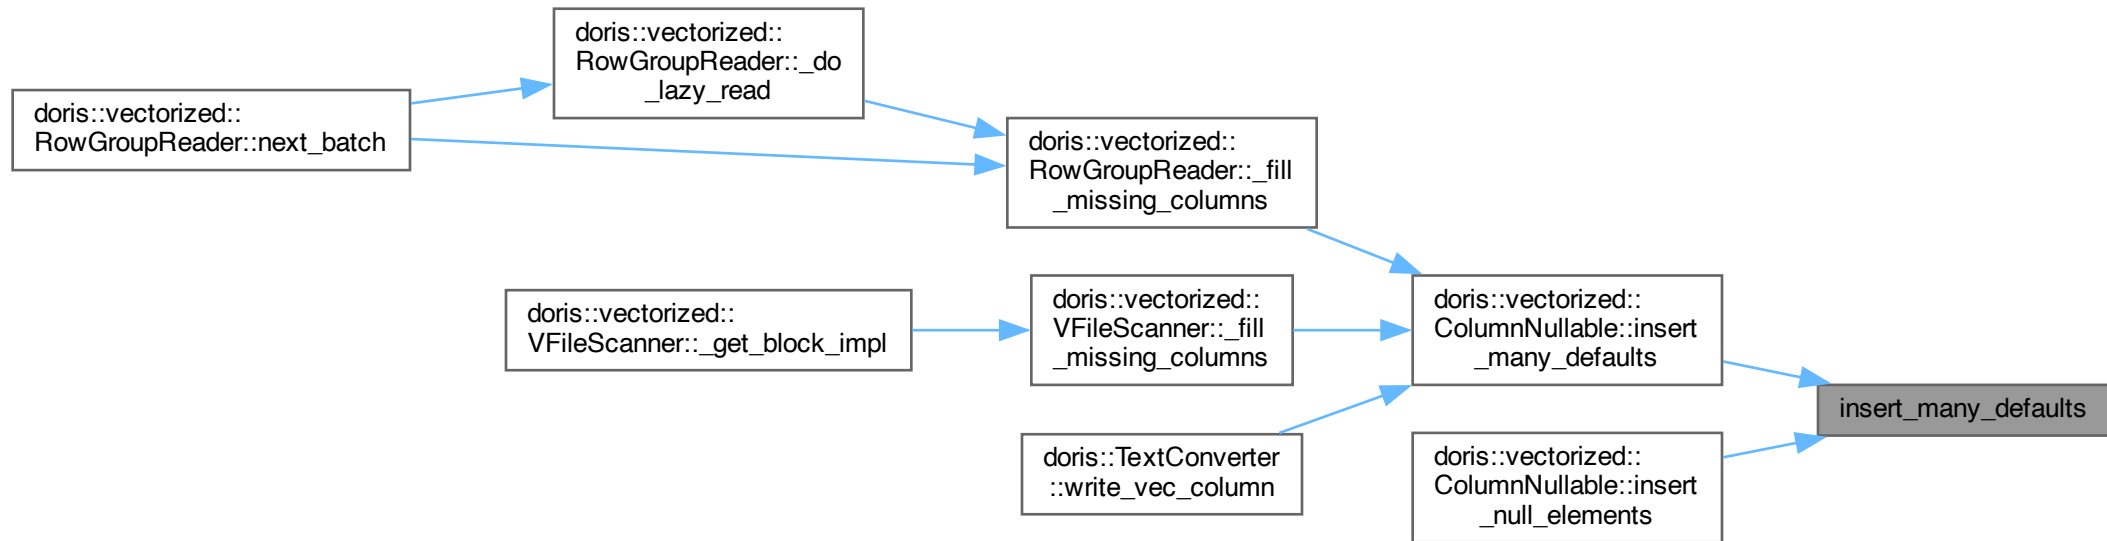 doris::vectorized::
RowGroupReader::_do
_lazy_read
doris::vectorized::
RowGroupReader::next_batch
doris::vectorized::
RowGroupReader::_fill
_missing_columns
doris::vectorized::
VFileScanner::_get_block_impl
doris::vectorized::
VFileScanner::_fill
_missing_columns
doris::vectorized::
ColumnNullable::insert
_many_defaults
insert_many_defaults
doris::TextConverter
::write_vec_column
doris::vectorized::
ColumnNullable::insert
_null_elements